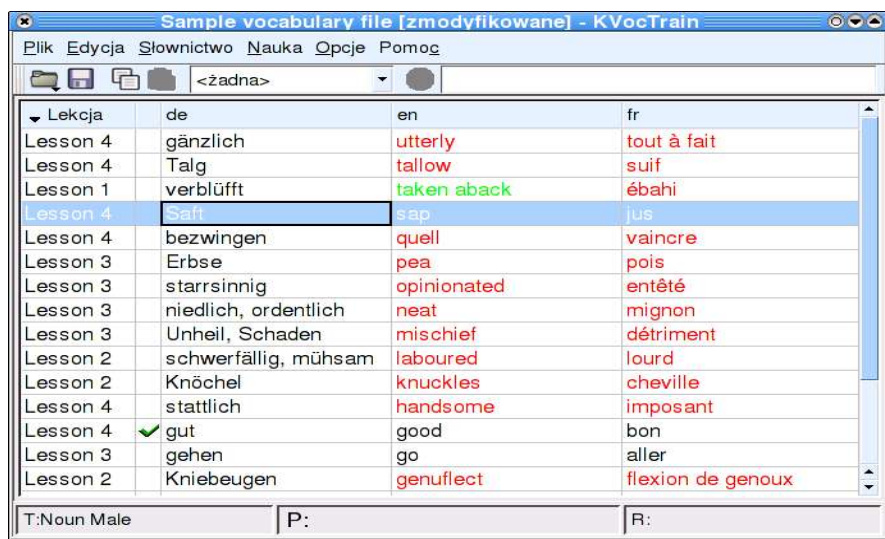 Sample vocabulary file [zmodyfikowane] - KVocTrain
Plik Edycja Słownictwo Nauka Opcje Pomoc
<żadna>
Lekcja de en fr
Lesson 4 gänzlich utterly tout à fait
Lesson 4 Talg tallow suif
Lesson 1 verblüfft taken aback ébahi
Lesson 4 Saft sap jus
Lesson 4 bezwingen quell vaincre
Lesson 3 Erbse pea pois
Lesson 3 starrsinnig opinionated entêté
Lesson 3 niedlich, ordentlich neat mignon
Lesson 3 Unheil, Schaden mischief détriment
Lesson 2 schwerfällig, mühsam laboured lourd
Lesson 2 Knöchel knuckles cheville
Lesson 4 stattlich handsome imposant
Lesson 4 gut good bon
Lesson 3 gehen go aller
Lesson 2 Kniebeugen genuflect flexion de genoux
T:Noun Male P: R: